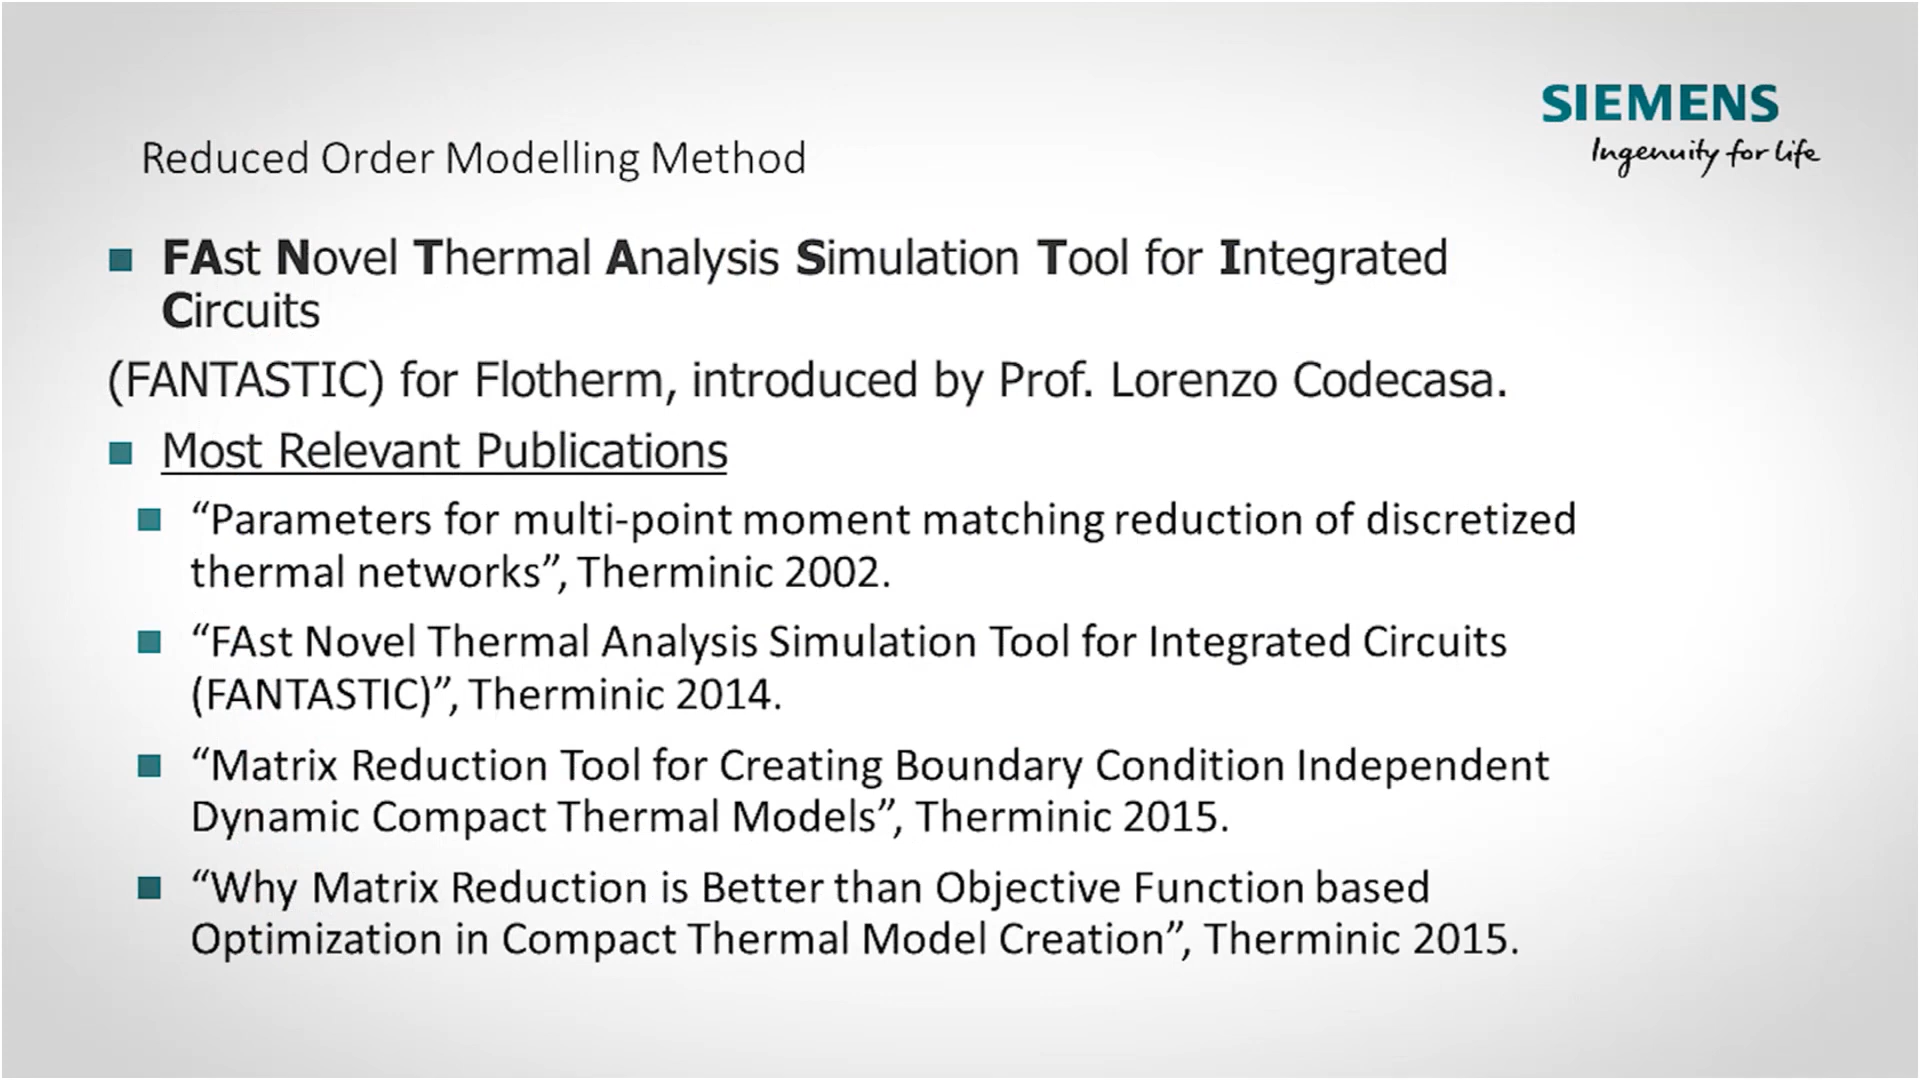 SIEMENS
Ingenuity for life
Reduced Order Modelling Method
FAst Novel Thermal Analysis Simulation Tool for Integrated
Circuits
(FANTASTIC) for Flotherm, introduced by Prof. Lorenzo Codecasa.
Most Relevant Publications
“Parameters for multi-point moment matching reduction of discretized
thermal networks”, Therminic 2002.
“FAst Novel Thermal Analysis Simulation Tool for Integrated Circuits
(FANTASTIC)”, Therminic 2014.
“Matrix Reduction Tool for Creating Boundary Condition Independent
Dynamic Compact Thermal Models”, Therminic 2015.
“Why Matrix Reduction is Better than Objective Function based
Optimization in Compact Thermal Model Creation”, Therminic 2015.